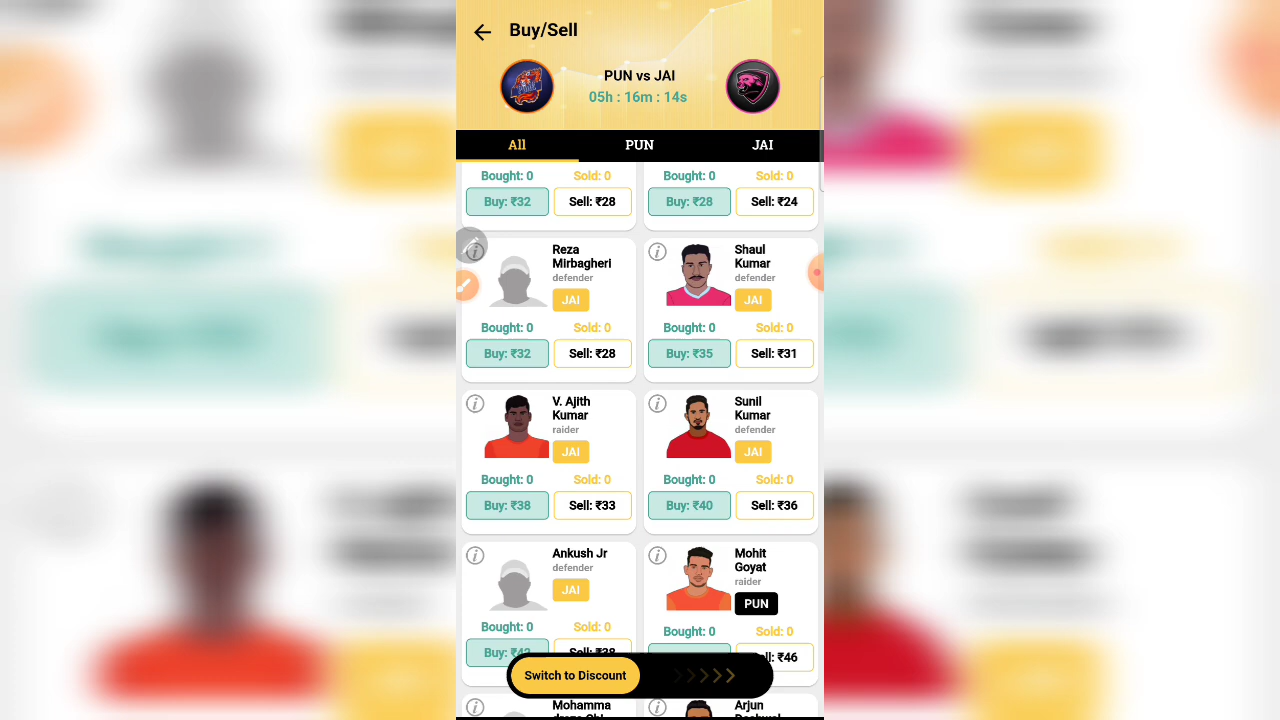 Buy/Sell
PUN vs JAI
05h : 16m : 14s
All
PUN
JAI
Bought: 0
Sold: 0
Buy: ₹32
Sell: ₹28
Bought: 0
Sold: 0
Buy: ₹28
Sell: ₹24
Reza
Mirbagheri
defender
JAI
Bought: 0
Sold: 0
Buy: ₹32
Sell: ₹28
Shaul
Kumar
defender
JAI
Bought: 0
Sold: 0
Buy: ₹35
Sell: ₹31
V. Ajith
Kumar
raider
JAI
Bought: 0
Sold: 0
Buy: ₹38
Sell: ₹33
Sunil
Kumar
defender
JAI
Bought: 0
Sold: 0
Buy: ₹40
Sell: ₹36
Ankush Jr
defender
JAI
Bought: 0
Sold: 0
Mohit
Goyat
raider
PUN
Bought: 0
Sold: 0
Sell: ₹46
Switch to Discount
Mohamma
Arjun